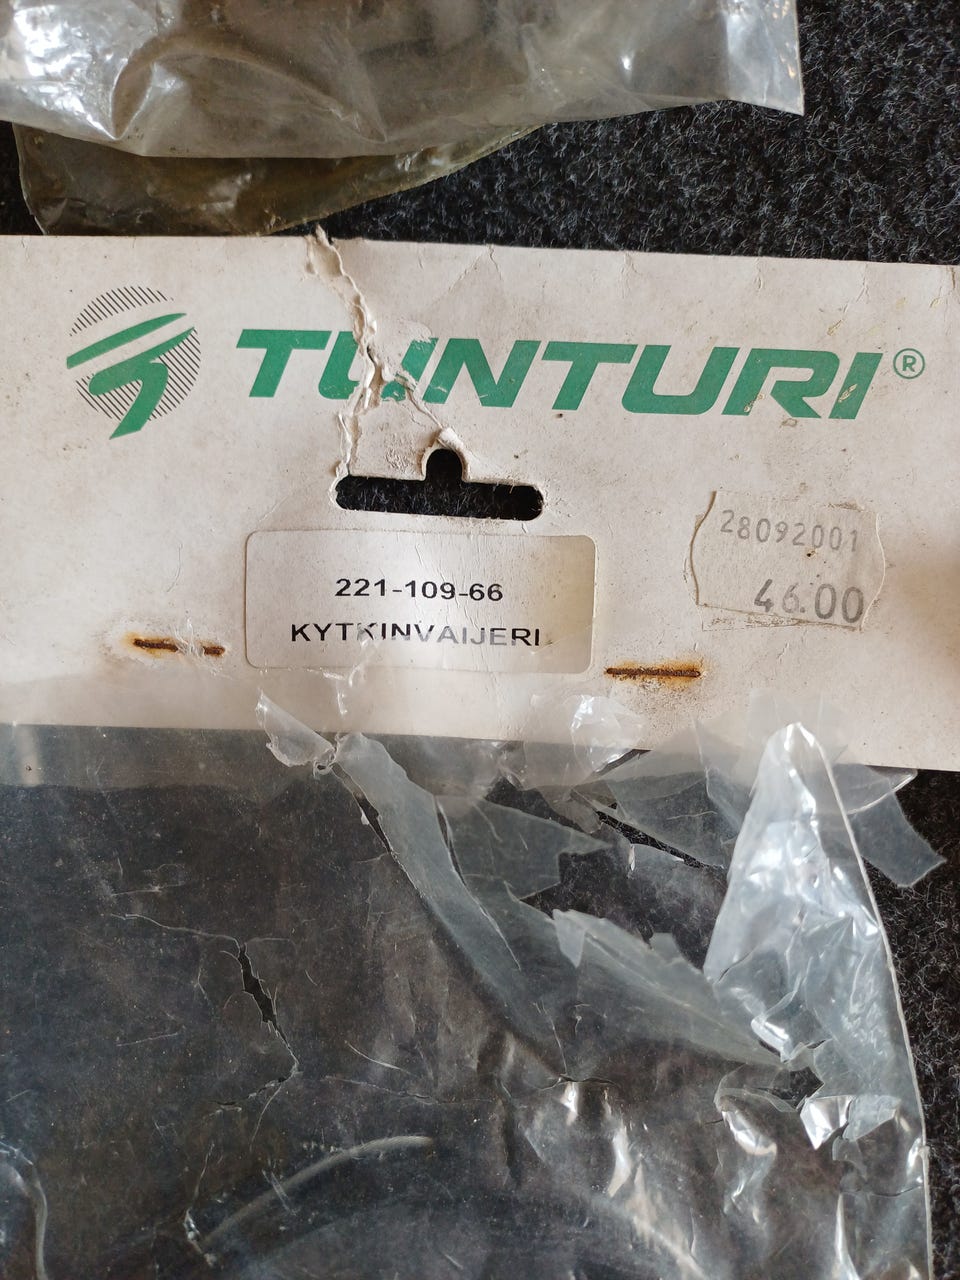 TUNTURI®
28092001
46.00
221-109-66
KYTKINVAIJERI